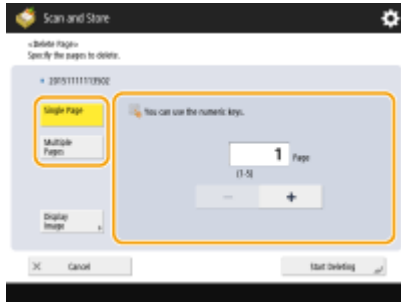 Scan and Store
<Delete Page>
Specify the pages to delete.
20151111113502
Single Page
You can use the numeric keys.
Multiple
Pages
1 Page
(1-5)
− +
Display
Image
× Cancel
Start Deleting